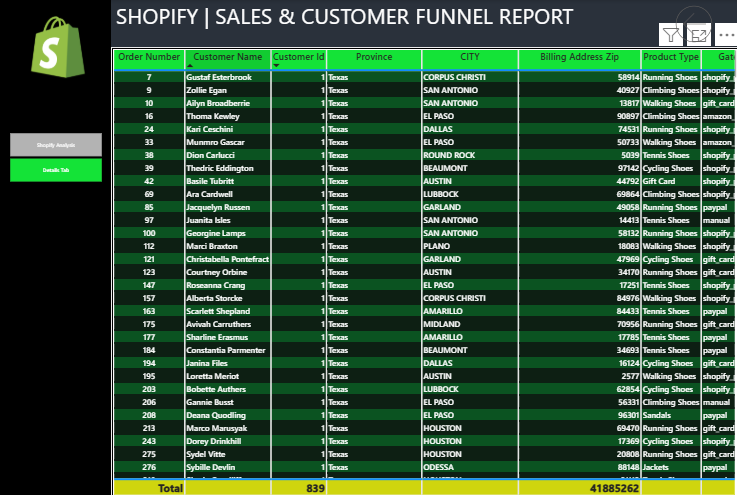 SHOPIFY | SALES & CUSTOMER FUNNEL REPORT
Shopify Analysis
Details Tab
Order Number Customer Name Customer Id Province CITY Billing Address Zip Product Type Gat
7 Gustaf Esterbrook 1 Texas CORPUS CHRISTI 58914 Running Shoes shopify_
9 Zollie Egan 1 Texas SAN ANTONIO 40927 Climbing Shoes shopify_
10 Ailyn Broadberrie 1 Texas SAN ANTONIO 13817 Walking Shoes gift_card
16 Thoma Kewley 1 Texas EL PASO 90897 Climbing Shoes amazon_
24 Kari Ceschini 1 Texas DALLAS 74531 Running Shoes shopify_
33 Munmro Gascar 1 Texas EL PASO 50733 Walking Shoes amazon_
38 Dion Carlucci 1 Texas ROUND ROCK 5039 Tennis Shoes shopify_
39 Thedric Eddington 1 Texas BEAUMONT 97142 Cycling Shoes shopify_
42 Basile Tubritt 1 Texas AUSTIN 44792 Gift Card shopify_
69 Ara Cardwell 1 Texas LUBBOCK 69864 Climbing Shoes shopify_
85 Jacquelyn Russen 1 Texas GARLAND 49058 Running Shoes paypal
97 Juanita Isles 1 Texas SAN ANTONIO 14413 Tennis Shoes manual
100 Georgine Lamps 1 Texas SAN ANTONIO 58132 Running Shoes shopify_
112 Marci Braxton 1 Texas PLANO 18083 Walking Shoes shopify_
121 Christabella Pontefract 1 Texas GARLAND 47969 Cycling Shoes gift_card
123 Courtney Orbine 1 Texas AUSTIN 34170 Running Shoes gift_card
147 Roseanna Crang 1 Texas EL PASO 17251 Tennis Shoes shopify_
157 Alberta Storcke 1 Texas CORPUS CHRISTI 84976 Walking Shoes shopify_
163 Scarlett Shepland 1 Texas AMARILLO 84433 Tennis Shoes paypal
175 Avivah Carruthers 1 Texas MIDLAND 70956 Running Shoes gift_card
177 Sharline Erasmus 1 Texas AMARILLO 17785 Tennis Shoes paypal
184 Constantia Parmenter 1 Texas BEAUMONT 34693 Tennis Shoes paypal
194 Janina Files 1 Texas DALLAS 16124 Cycling Shoes gift_card
195 Loretta Meriot 1 Texas AUSTIN 2577 Walking Shoes shopify_
203 Bobette Authers 1 Texas LUBBOCK 62854 Cycling Shoes shopify_
206 Gannie Busst 1 Texas EL PASO 56331 Climbing Shoes manual
208 Deana Quodling 1 Texas EL PASO 96301 Sandals paypal
213 Marco Marusyak 1 Texas HOUSTON 69470 Running Shoes gift_card
243 Dorey Drinkhill 1 Texas HOUSTON 17369 Cycling Shoes shopify_
275 Sydel Vitte 1 Texas HOUSTON 20808 Running Shoes gift_card
276 Sybille Devlin 1 Texas ODESSA 88148 Jackets paypal
Total 839 41885262